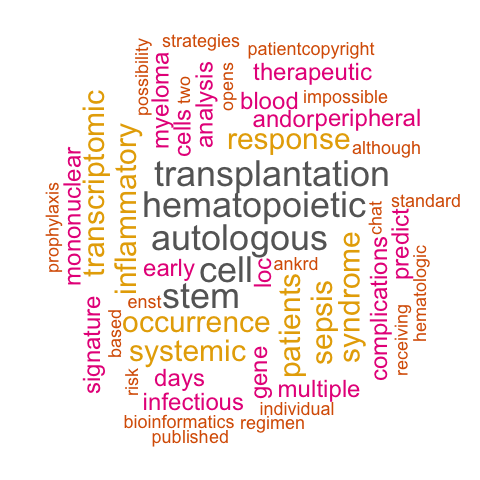 strategies
patientcopyright
possibility
therapeutic
myeloma
two
analysis
opens
blood
impossible
cells
andorperipheral
transcriptomic
response
although
inflammatory
mononuclear
transplantation
prophylaxis
hematopoietic
standard
chat
predict
autologous
early
cell
loc
ankrd
syndrome
complications
hematologic
stem
enst
patients
sepsis
receiving
signature
based
occurrence
systemic
risk
days
gene
multiple
infectious
individual
bioinformatics
regimen
published